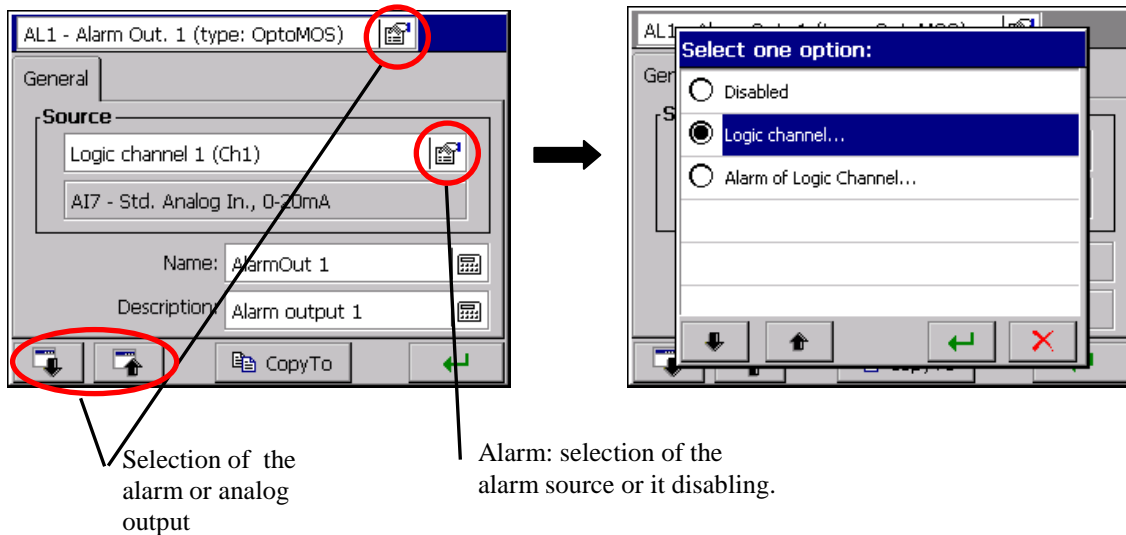 AL1 - Alarm Out. 1 (type: OptoMOS)
General
Source
Logic channel 1 (Ch1)
AI7 - Std. Analog In., 0-20mA
Name: AlarmOut 1
Description: Alarm output 1
CopyTo
AL1
Select one option:
Disabled
Logic channel...
Alarm of Logic Channel...
Selection of the
alarm or analog
output
Alarm: selection of the
alarm source or it disabling.